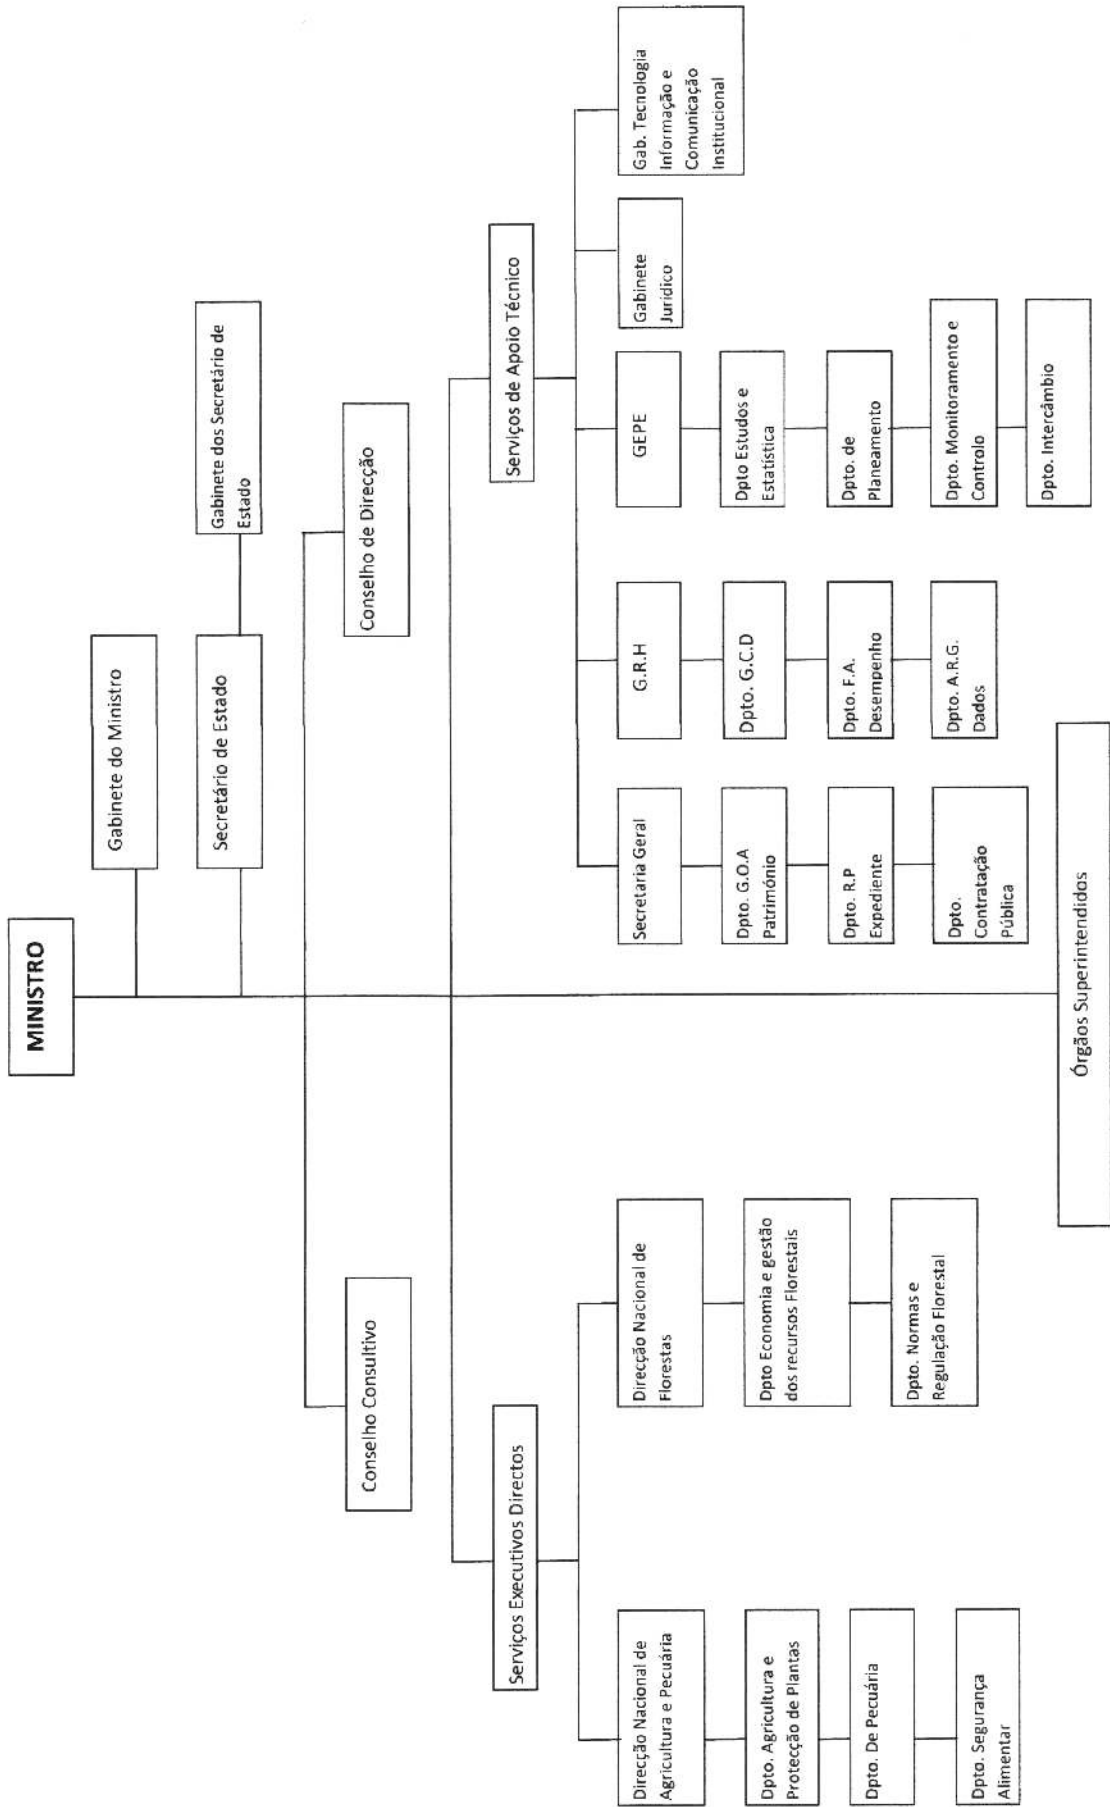 MINISTRO
Gabinete do Ministro
Secretário de Estado
Gabinete dos Secretário de
Estado
Conselho Consultivo
Conselho de Direcção
Serviços Executivos Directos
Serviços de Apoio Técnico
Direcção Nacional de
Agricultura e Pecuária
Dpto. Agricultura e
Protecção de Plantas
Dpto. De Pecuária
Dpto. Segurança
Alimentar
Direcção Nacional de
Florestas
Dpto Economia e gestão
dos recursos Florestais
Dpto. Normas e
Regulação Florestal
Secretaria Geral
Dpto. G.O.A
Património
Dpto. R.P
Expediente
Dpto.
Contratação
Pública
G.R.H
Dpto. G.C.D
Dpto. F.A.
Desempenho
Dpto. A.R.G.
Dados
GEPE
Dpto Estudos e
Estatística
Dpto. de
Planeamento
Dpto. Monitoramento e
Controlo
Dpto. Intercâmbio
Gabinete
Jurídico
Gab. Tecnologia
Informação e
Comunicação
Institucional
Órgãos Superintendidos